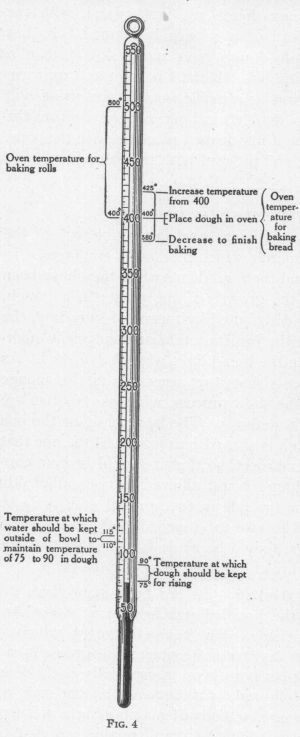 550
500°
500
Oven temperature for
baking rolls
450
425°
Increase temperature
from 400
400°
400
400°
Place dough in oven
380°
Decrease to finish
baking
Oven
temper-
ature
for
baking
bread
350
300
250
200
150
Temperature at which
water should be kept
outside of bowl to
maintain temperature
of 75 to 90 in dough
115°
110°
100
90°
75°
Temperature at which
dough should be kept
for rising
50
FIG. 4